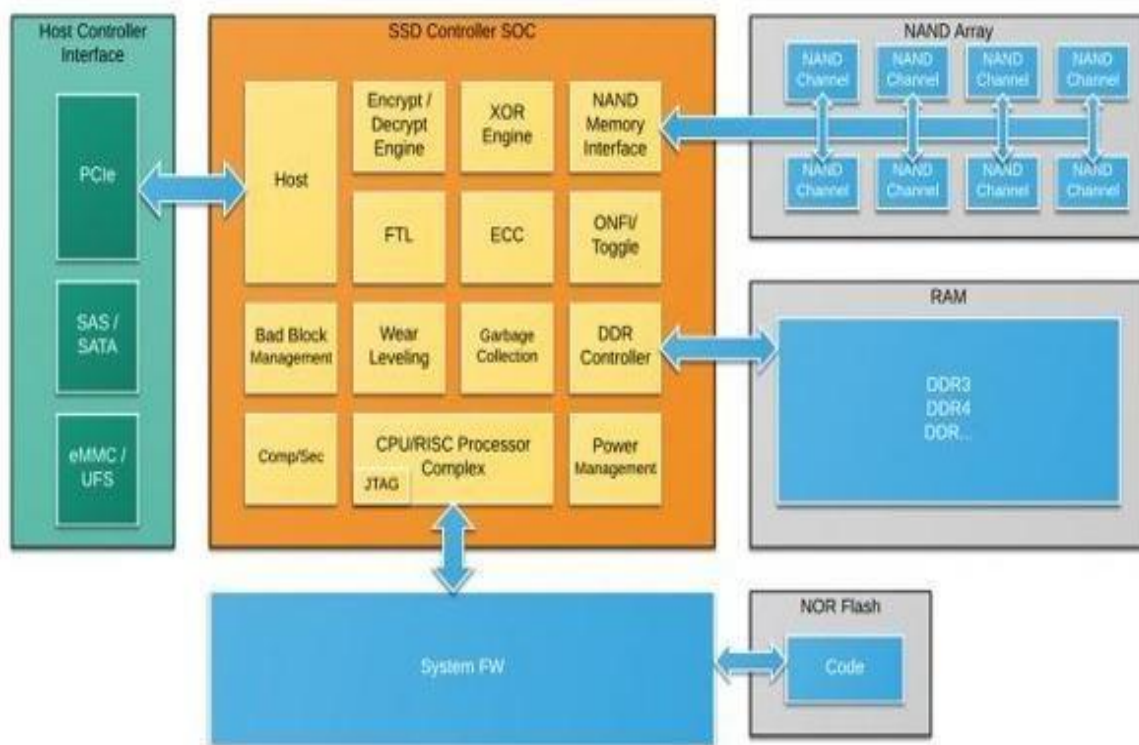 Host Controller
Interface
PCIe
SAS /
SATA
eMMC /
UFS
SSD Controller SOC
Host
Encrypt /
Decrypt
Engine
XOR
Engine
NAND
Memory
Interface
FTL
ECC
ONFI/
Toggle
Bad Block
Management
Wear
Leveling
Garbage
Collection
DDR
Controller
Comp/Sec
CPU/RISC Processor
Complex
JTAG
Power
Management
NAND Array
NAND
Channel
NAND
Channel
NAND
Channel
NAND
Channel
NAND
Channel
NAND
Channel
NAND
Channel
NAND
Channel
RAM
DDR3
DDR4
DDR...
System FW
NOR Flash
Code